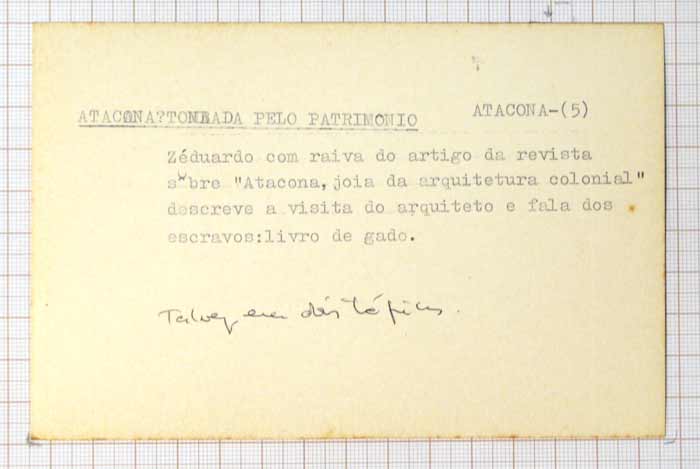 ATACONA?TOMBADA PELO PATRIMONIO ATACONA-(5)
Zéduardo com raiva do artigo da revista
sobre "Atacona, joia da arquitetura colonial"
descreve a visita do arquiteto e fala dos
escravos:livro de gado.
Talvez em dois tópicos.